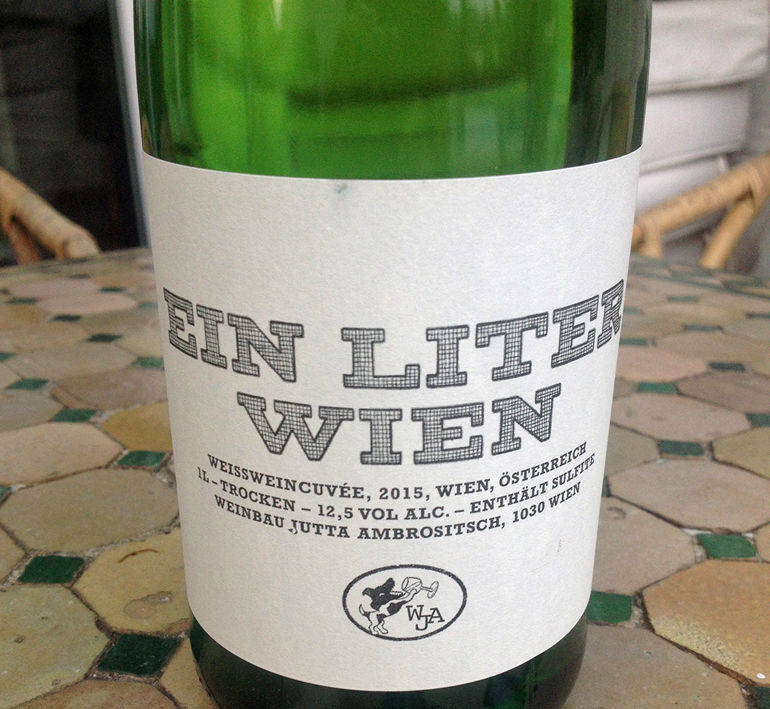 EIN LITER
WIEN
WEISSWEINCUVÉE, 2015, WIEN, ÖSTERREICH
1L – TROCKEN – 12,5 VOL ALC. – ENTHÄLT SULFITE
WEINBAU JUTTA AMBROSITSCH, 1030 WIEN
WJA